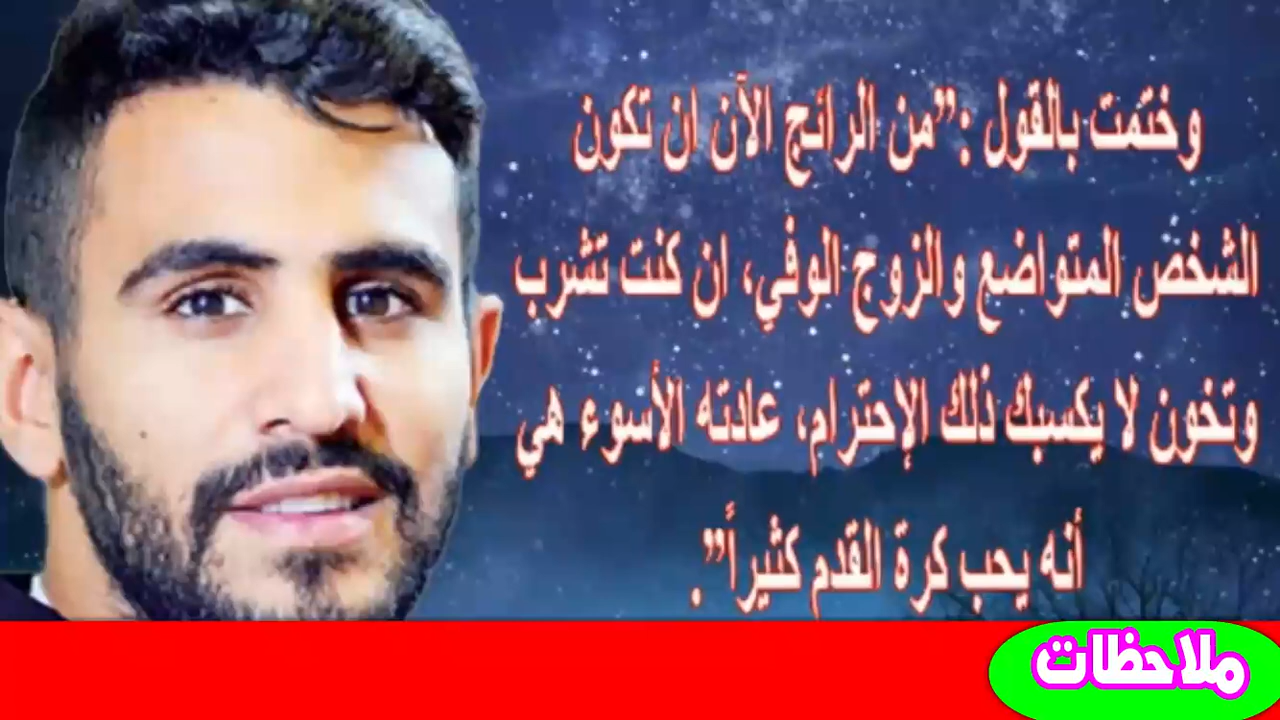 وختمت بالقول :”من الرائج الآن ان تكون
الشخص المتواضع والزوج الوفي، ان كنت تشرب
وتخون لا يكسبك ذلك الإحترام، عادته الأسوء هي
أنه يحب كرة القدم كثيراً”.
ملاحظات